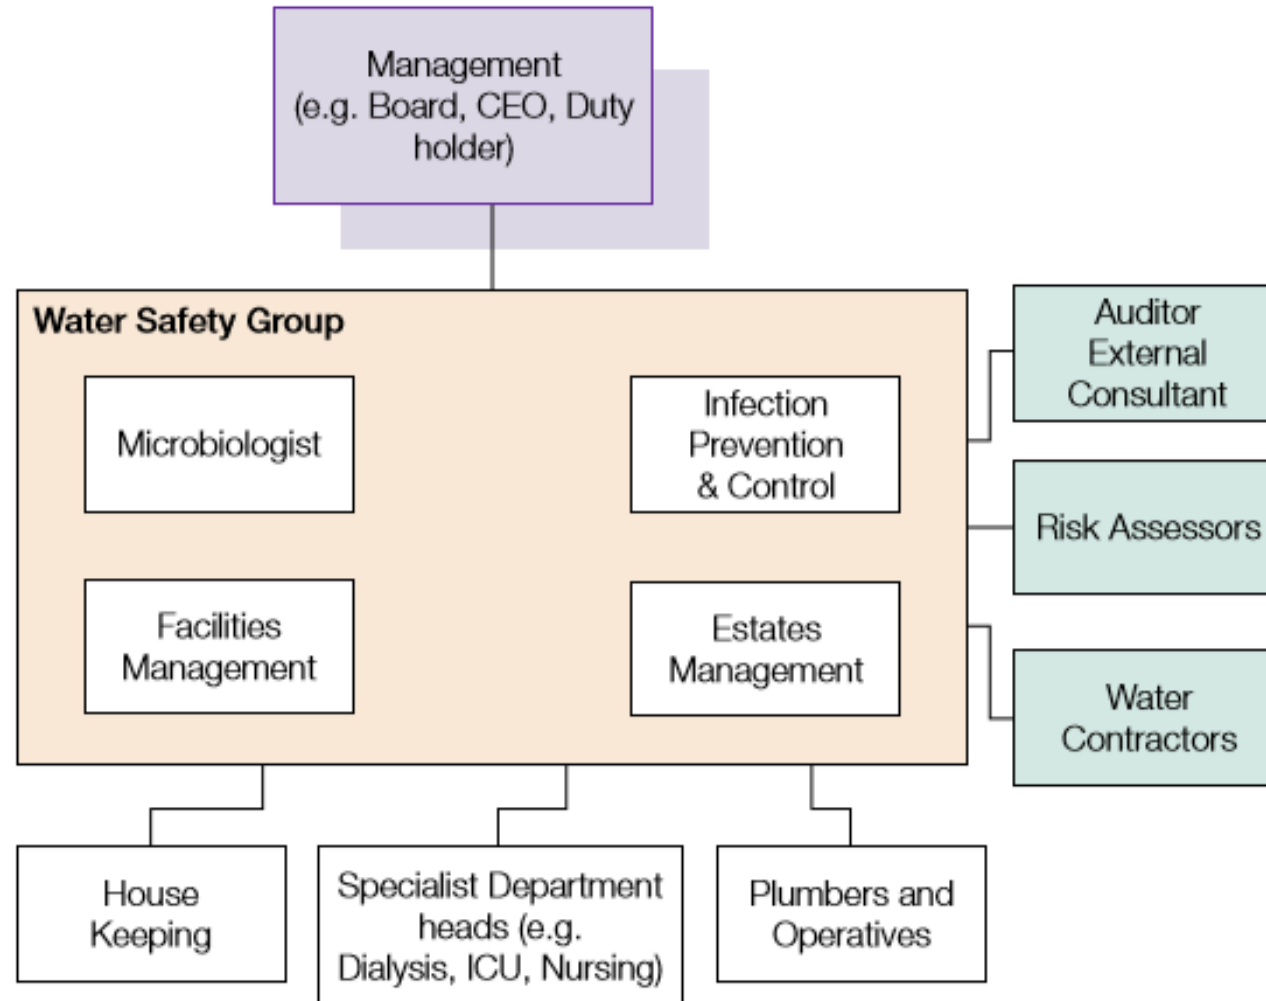 Management
(e.g. Board, CEO, Duty
holder)
Water Safety Group
Microbiologist
Infection
Prevention
& Control
Facilities
Management
Estates
Management
Auditor
External
Consultant
Risk Assessors
Water
Contractors
House
Keeping
Specialist Department
heads (e.g.
Dialysis, ICU, Nursing)
Plumbers and
Operatives